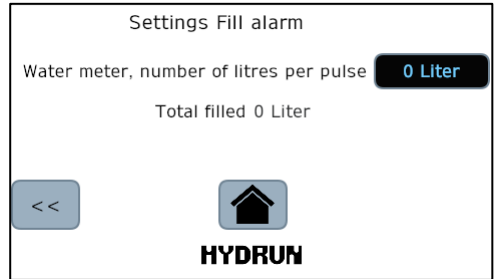 Settings Fill alarm
Water meter, number of litres per pulse 0 Liter
Total filled 0 Liter
<<
HYDRUN